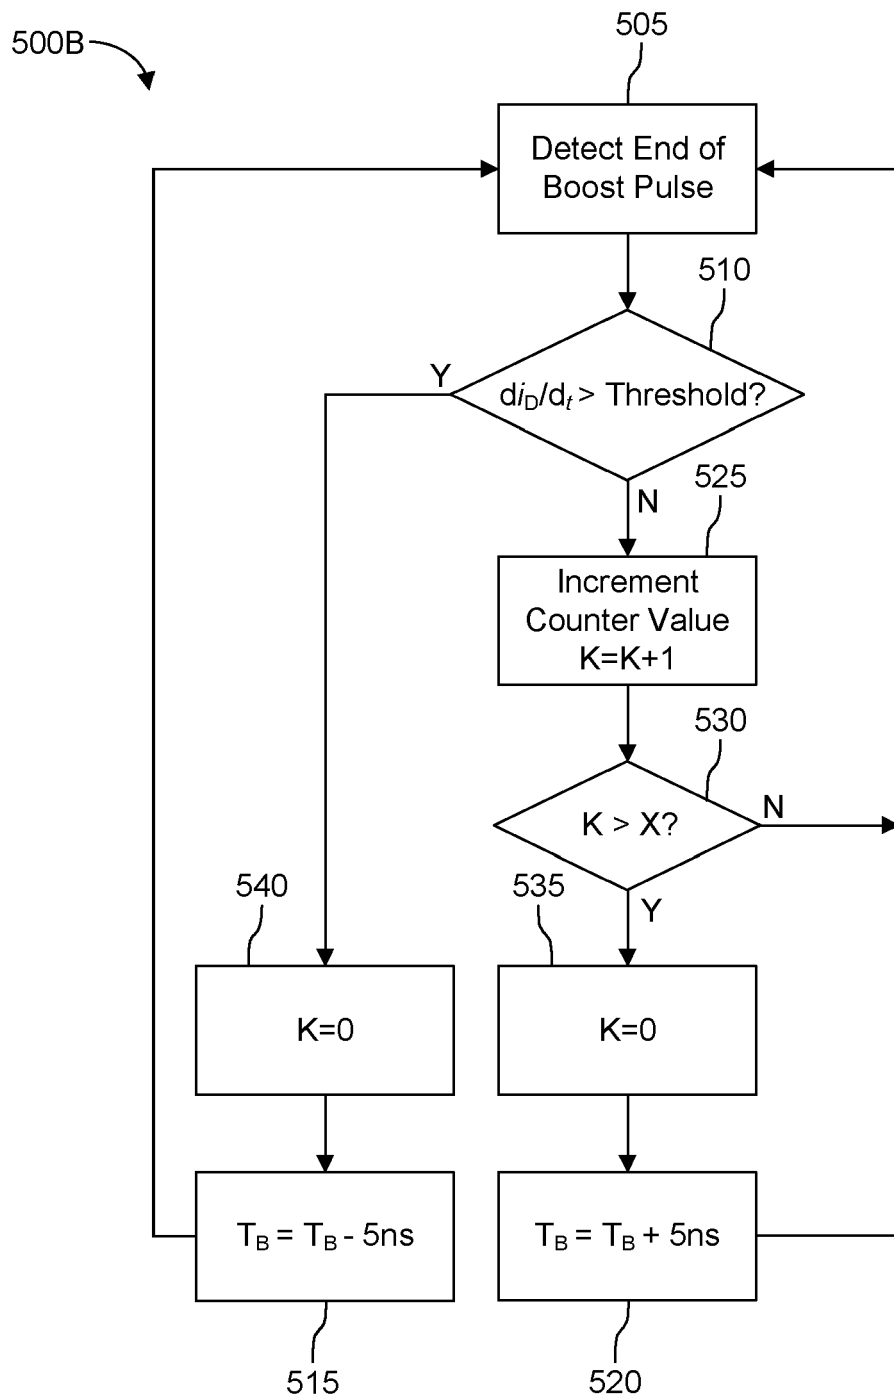 500B
505
Detect End of
Boost Pulse
510
Y
diD/dt > Threshold?
N
525
Increment
Counter Value
K=K+1
530
K > X?
N
Y
540
535
K=0
K=0
TB = TB - 5ns
TB = TB + 5ns
515
520